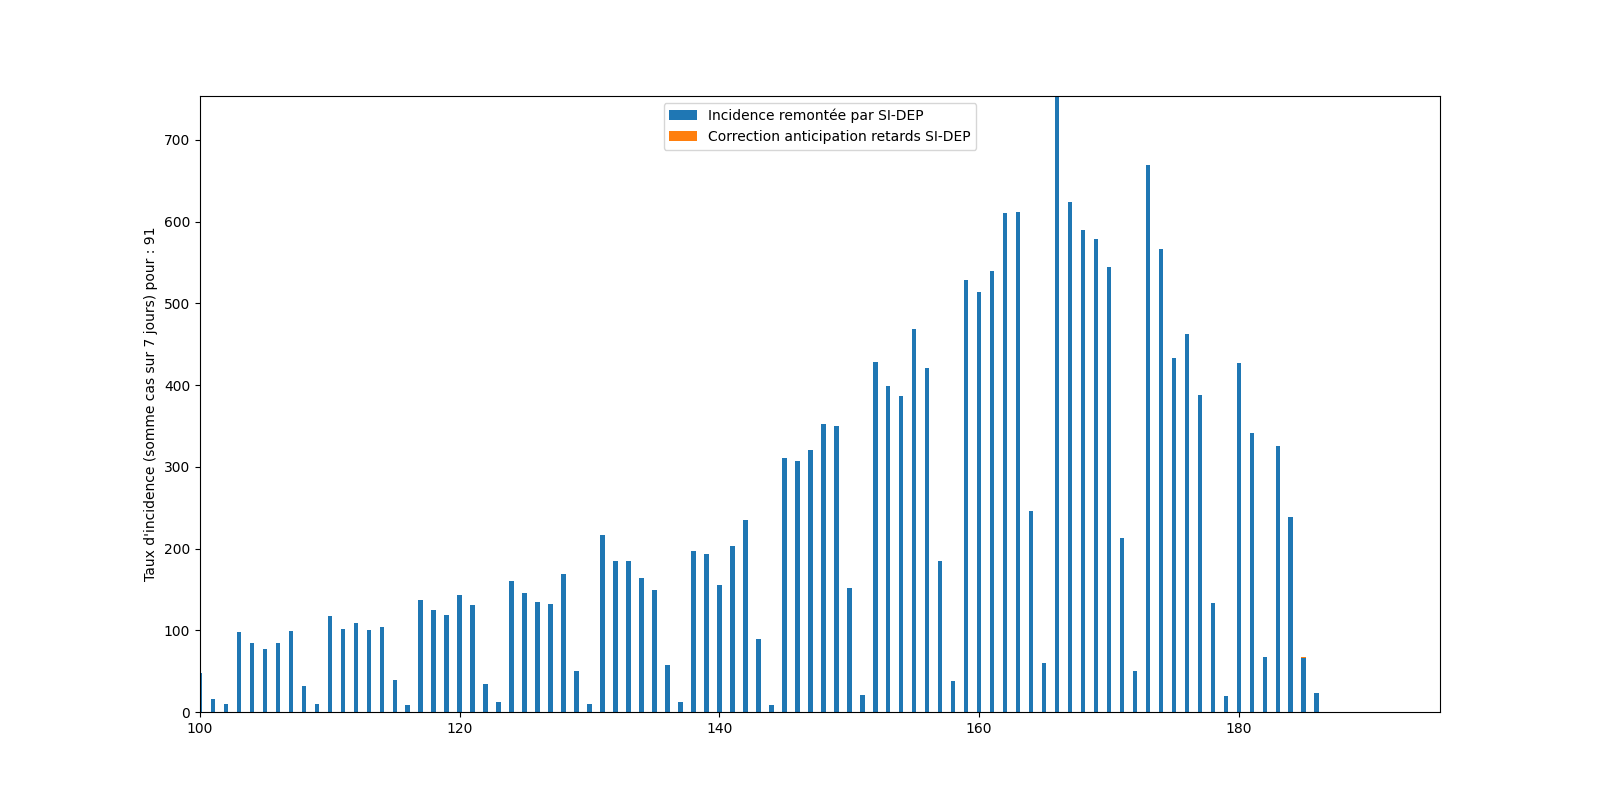 Incidence remontée par SI-DEP
Correction anticipation retards SI-DEP
Taux d'incidence (somme cas sur 7 jours) pour : 91
700
600
500
400
300
200
100
0
100 120 140 160 180